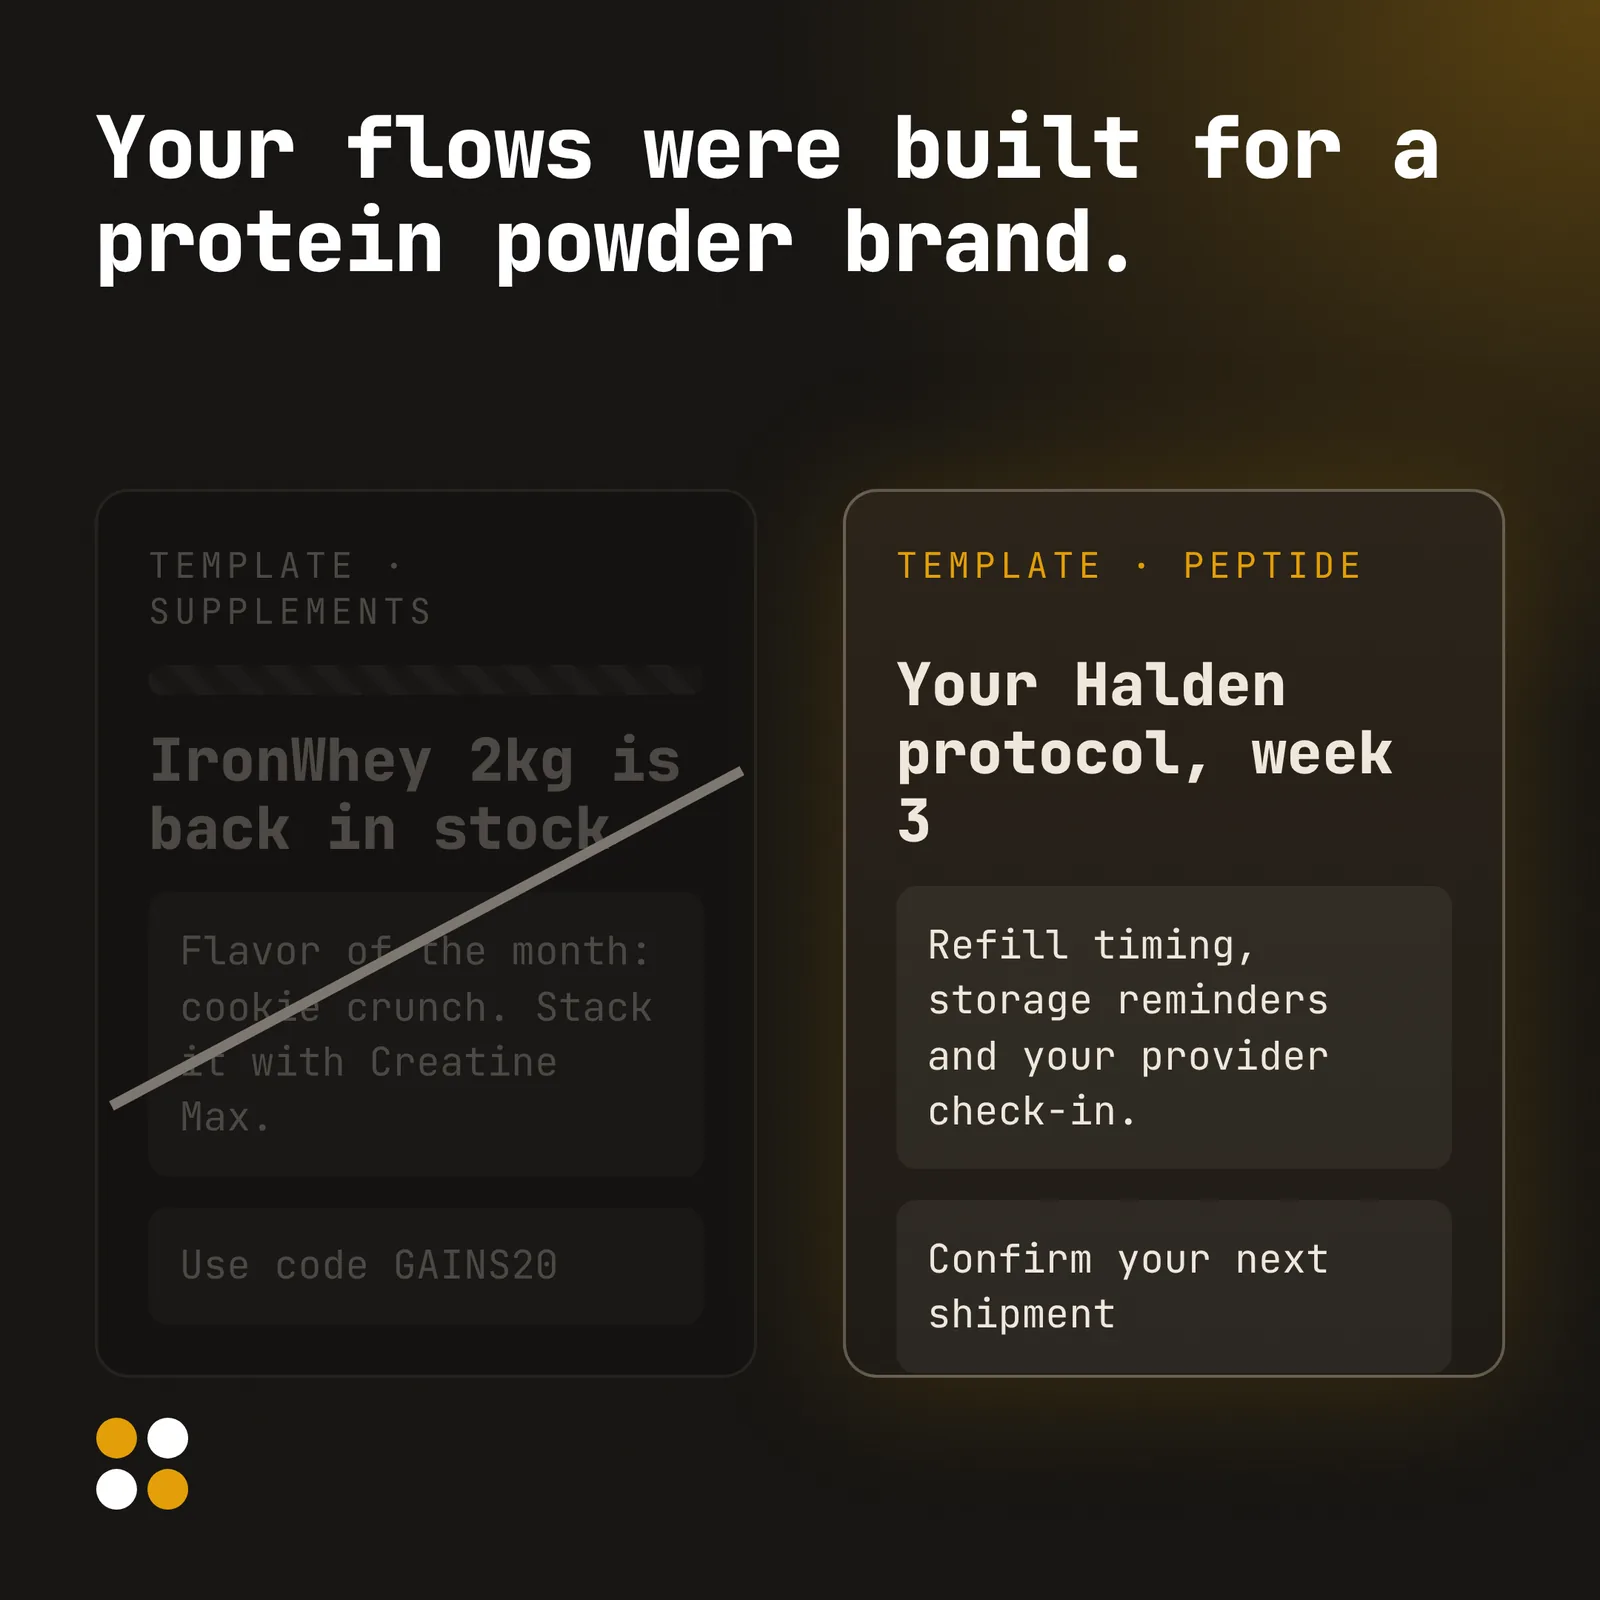 Your flows were built for a
protein powder brand.
TEMPLATE ·
SUPPLEMENTS
IronWhey 2kg is
back in stock
Flavor of the month:
cookie crunch. Stack
it with Creatine
Max.
Use code GAINS20
TEMPLATE · PEPTIDE
Your Halden
protocol, week
3
Refill timing,
storage reminders
and your provider
check-in.
Confirm your next
shipment